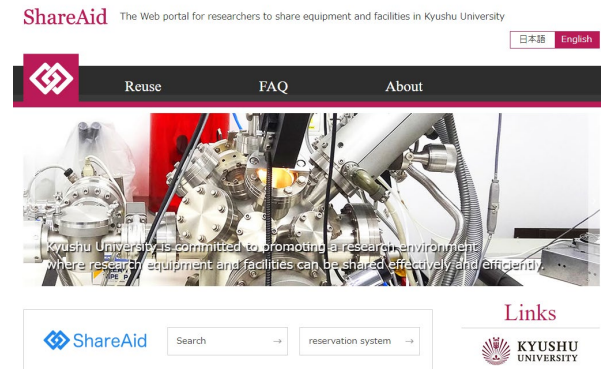 ShareAid The Web portal for researchers to share equipment and facilities in Kyushu University
日本語 English
Reuse FAQ About
Kyushu University is committed to promoting a research environment
where research equipment and facilities can be shared effectively and efficiently.
Links
ShareAid Search → reservation system →
KYUSHU
UNIVERSITY